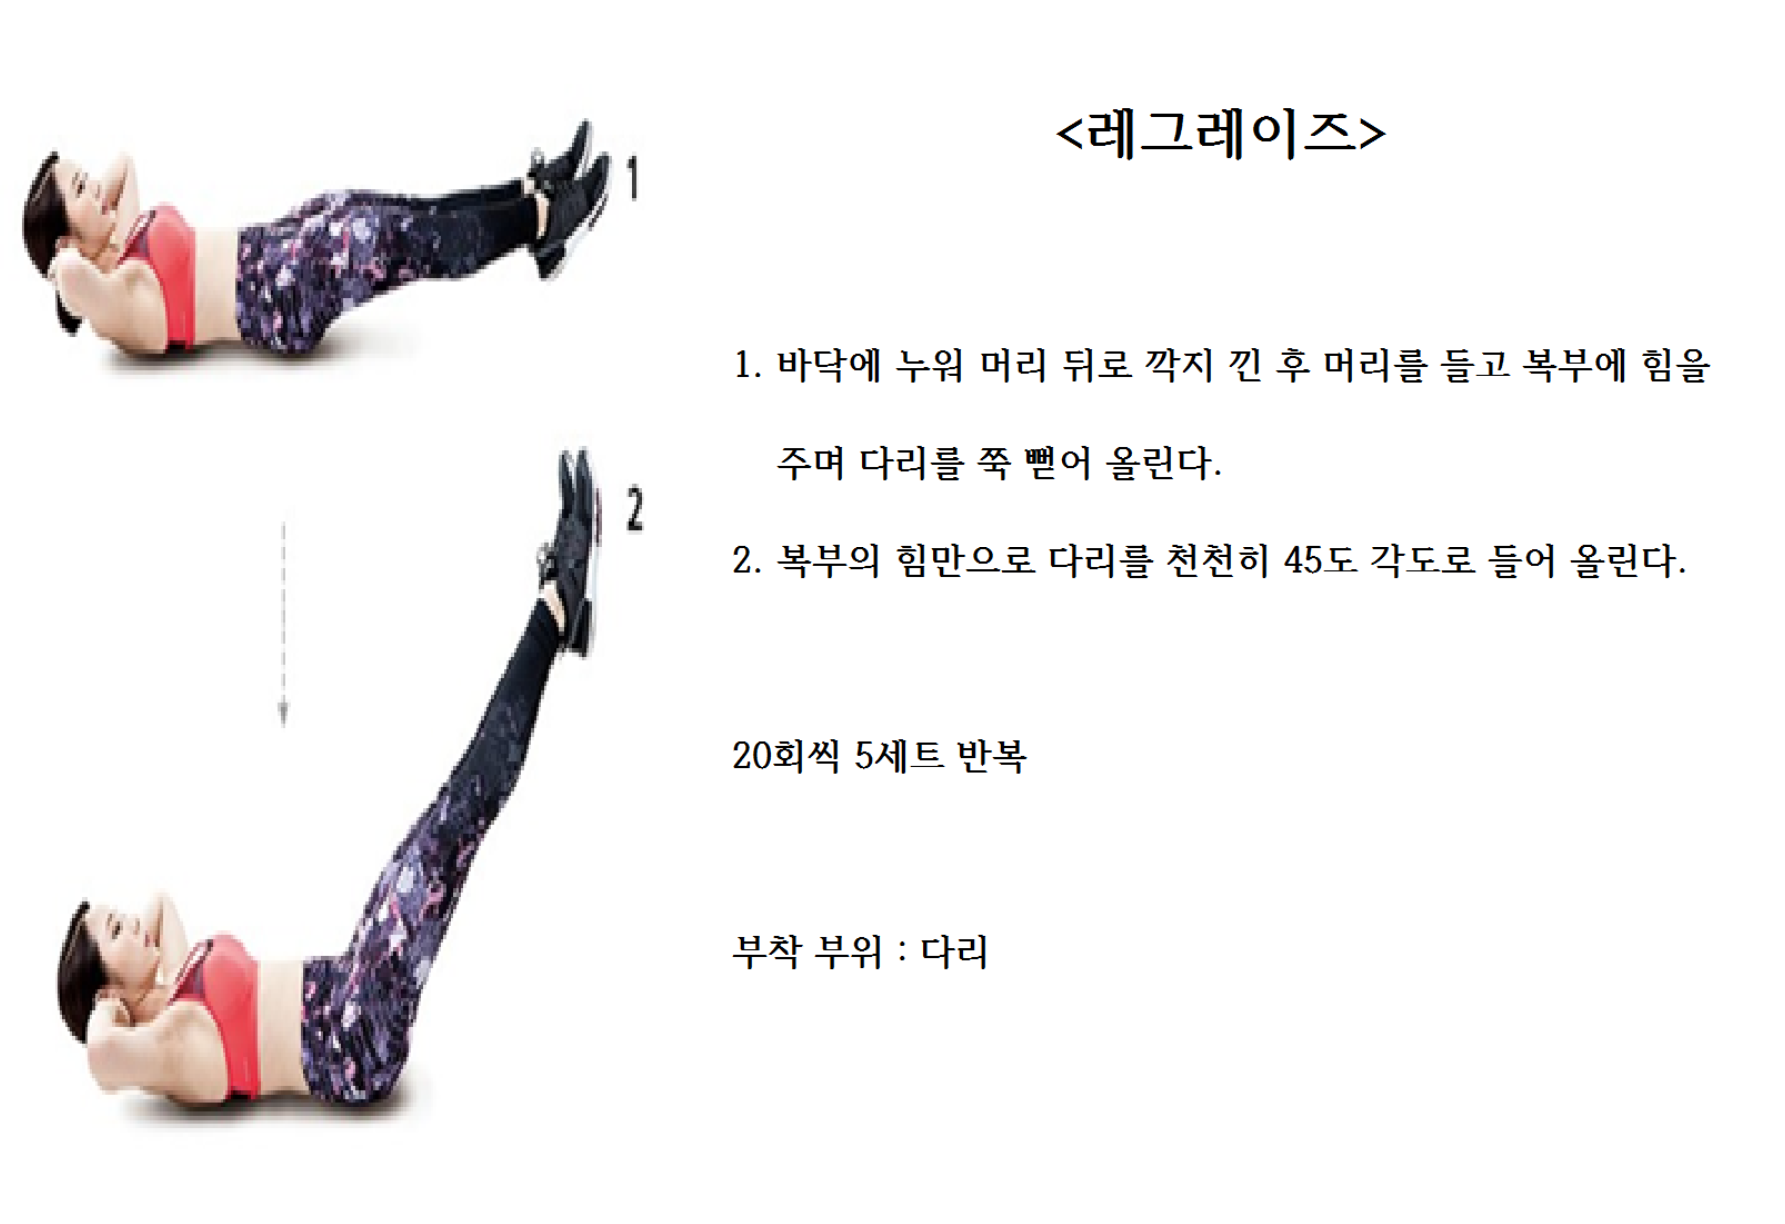 <레그레이즈>
1
1. 바닥에 누워 머리 뒤로 깍지 낀 후 머리를 들고 복부에 힘을
주며 다리를 쭉 뻗어 올린다.
2
2. 복부의 힘만으로 다리를 천천히 45도 각도로 들어 올린다.
20회씩 5세트 반복
부착 부위 : 다리